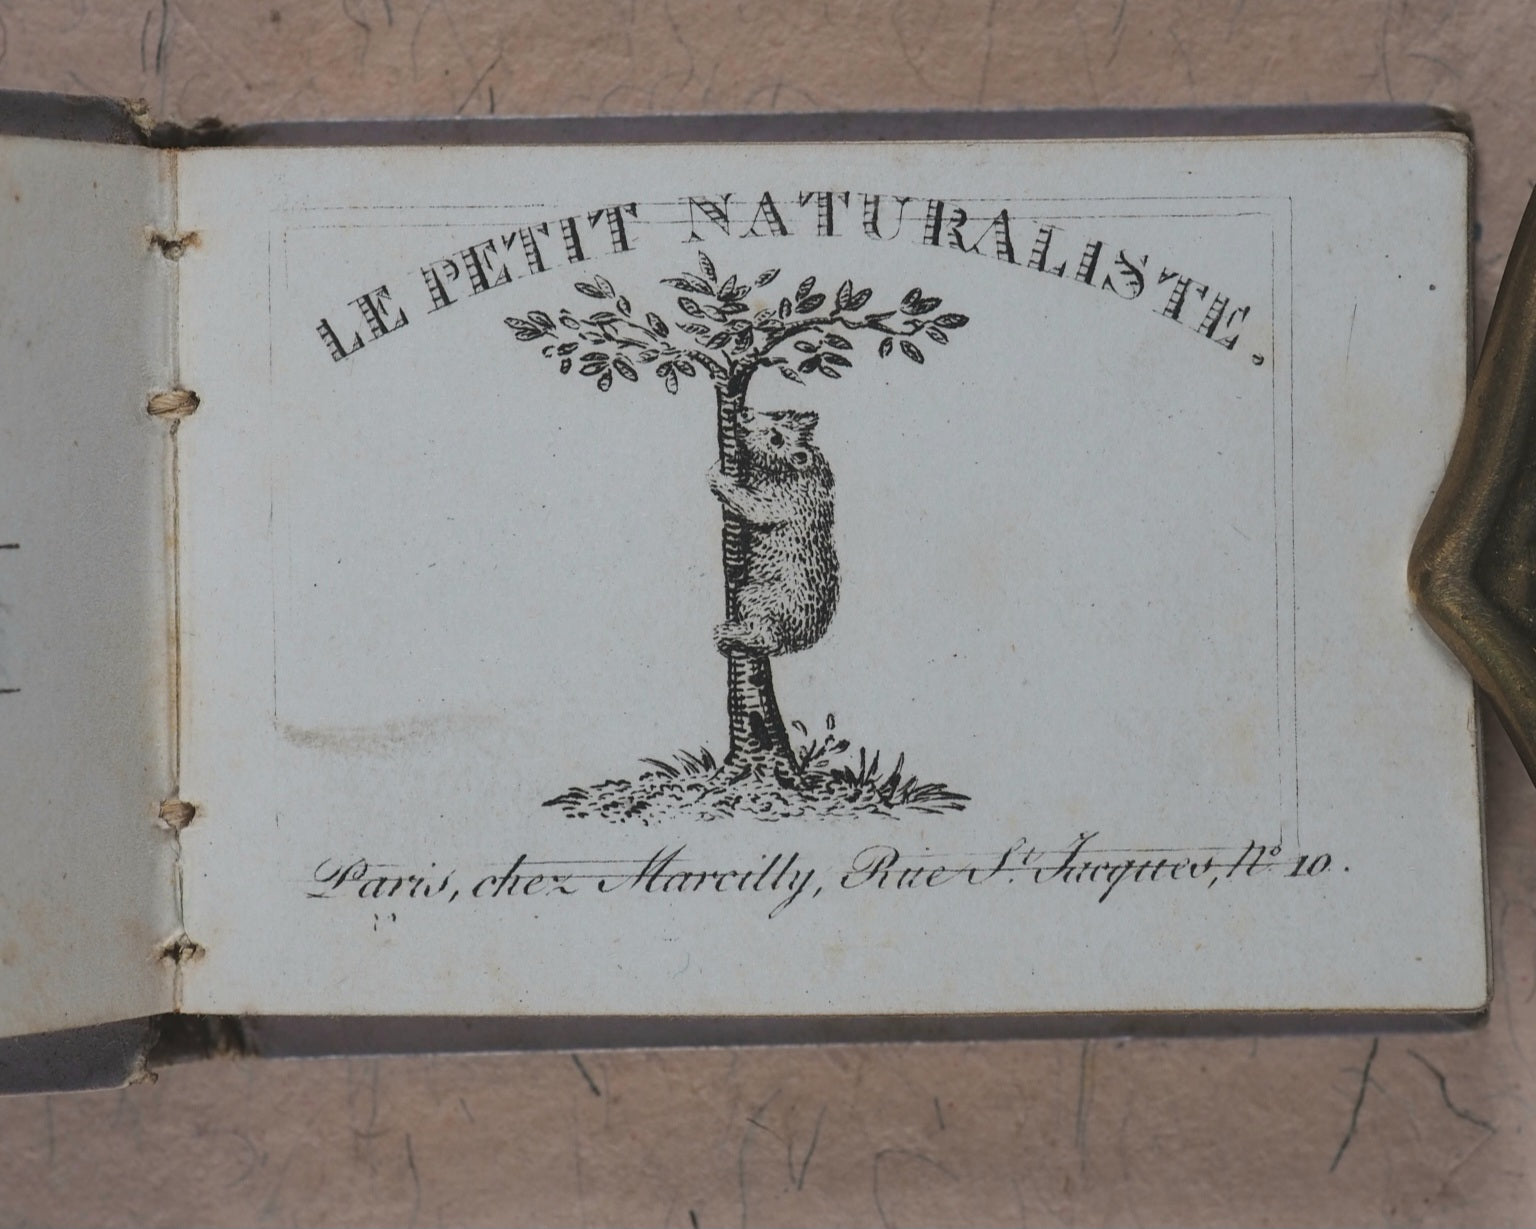 LE PETIT NATURALISTE.
Paris, chez Marcilly, Rue St. Jacques, No 10.